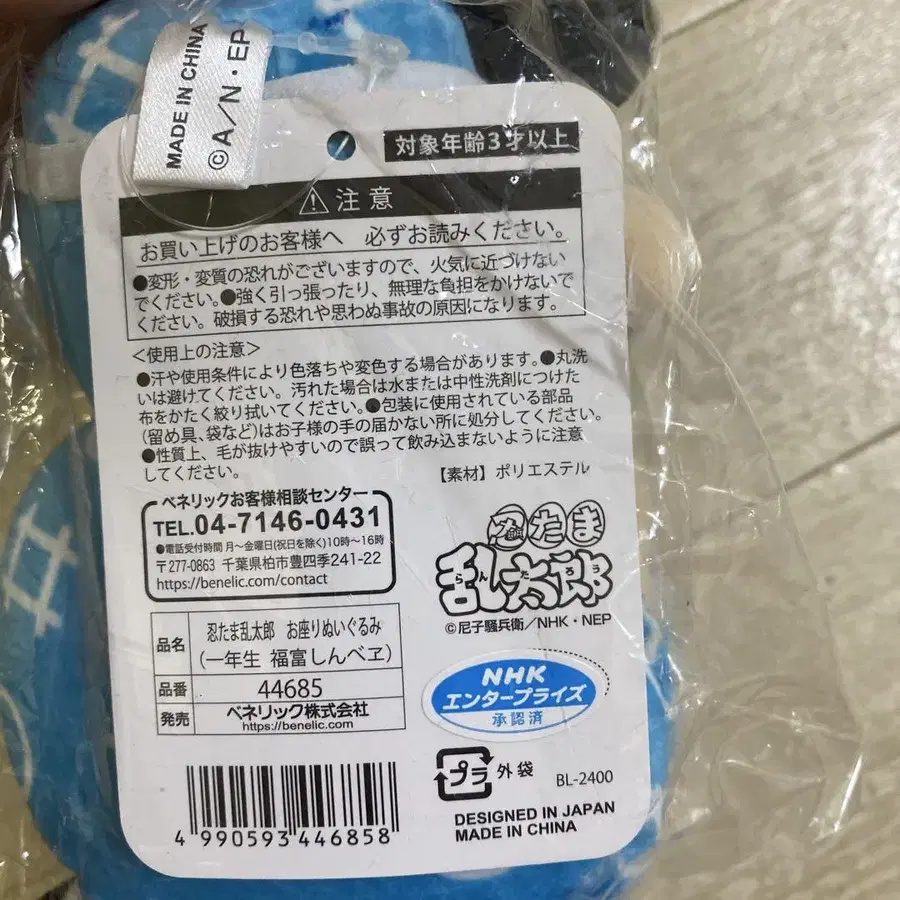 MADE IN CHINA
©A/N・EP
対象年齢3才以上
⚠注意
お買い上げのお客様へ 必ずお読みください。
●変形・変質の恐れがございますので、火気に近づけない
でください。●強く引っ張ったり、無理な負担をかけないで
ください。破損する恐れや思わぬ事故の原因になります。
<使用上の注意>
●汗や使用条件により色落ちや変色する場合があります。●丸洗
いは避けてください。汚れた場合は水または中性洗剤につけた
布をかたく絞り拭いてください。●包装に使用されている部品
(留め具、袋など)はお子様の手の届かない所に処分してください。
●性質上、毛が抜けやすいので誤って飲み込まないように注意
してください。
【素材】ポリエステル
ベネリックお客様相談センター
TEL.04-7146-0431
●電話受付時間 月〜金曜日(祝日を除く)10時〜16時
〒277-0863 千葉県柏市豊四季241-22
https://benelic.com/contact
忍たま
乱太郎
らんたろう
©尼子騒兵衛/NHK・NEP
品名 忍たま乱太郎 お座りぬいぐるみ
(一年生 福富しんべヱ)
品番 44685
発売 ベネリック株式会社
https://benelic.com
NHK
エンタープライズ
承認済
プラ 外袋
BL-2400
4 990593 446858
DESIGNED IN JAPAN
MADE IN CHINA